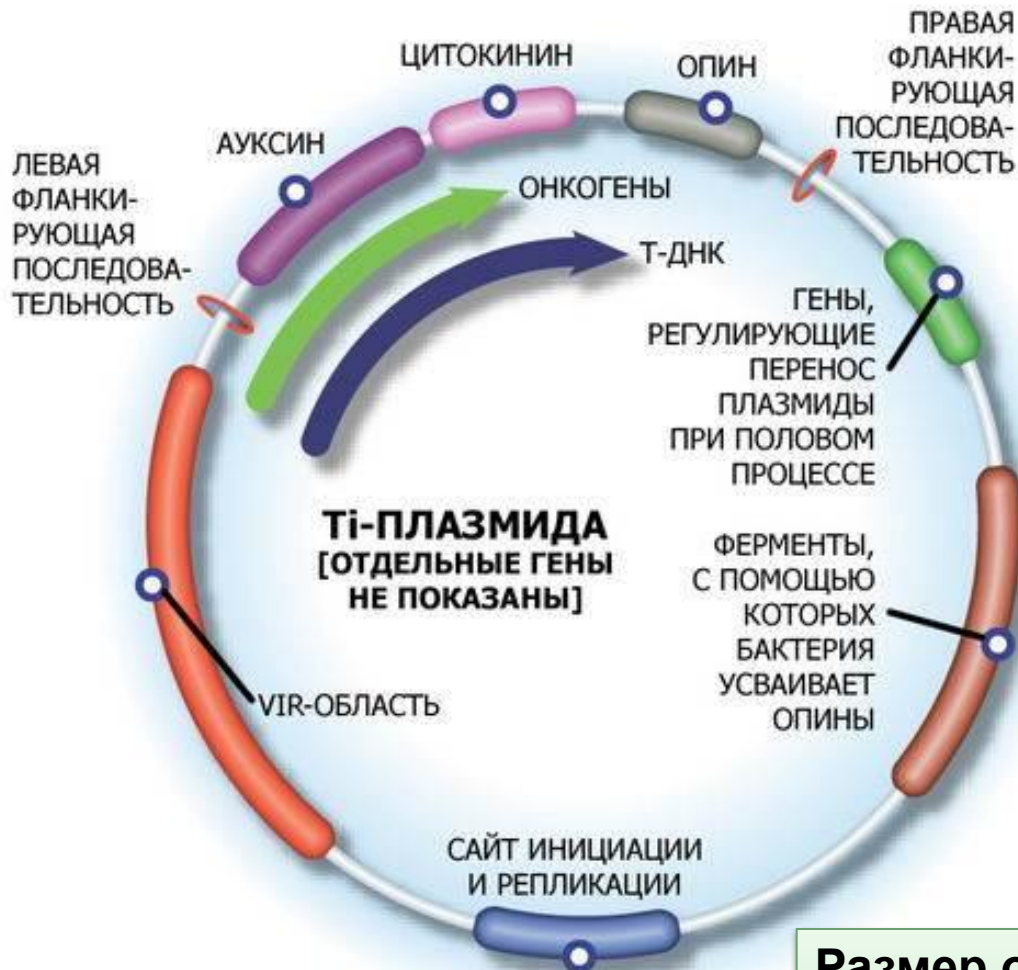 ПРАВАЯ
ФЛАНКИ-
РУЮЩАЯ
ПОСЛЕДОВА-
ТЕЛЬНОСТЬ
ЦИТОКИНИН
ОПИН
АУКСИН
ЛЕВАЯ
ФЛАНКИ-
РУЮЩАЯ
ПОСЛЕДОВА-
ТЕЛЬНОСТЬ
ОНКОГЕНЫ
Т-ДНК
ГЕНЫ,
РЕГУЛИРУЮЩИЕ
ПЕРЕНОС
ПЛАЗМИДЫ
ПРИ ПОЛОВОМ
ПРОЦЕССЕ
Ti-ПЛАЗМИДА
[ОТДЕЛЬНЫЕ ГЕНЫ
НЕ ПОКАЗАНЫ]
ФЕРМЕНТЫ,
С ПОМОЩЬЮ
КОТОРЫХ
БАКТЕРИЯ
УСВАИВАЕТ
ОПИНЫ
VIR-ОБЛАСТЬ
САЙТ ИНИЦИАЦИИ
И РЕПЛИКАЦИИ
Размер